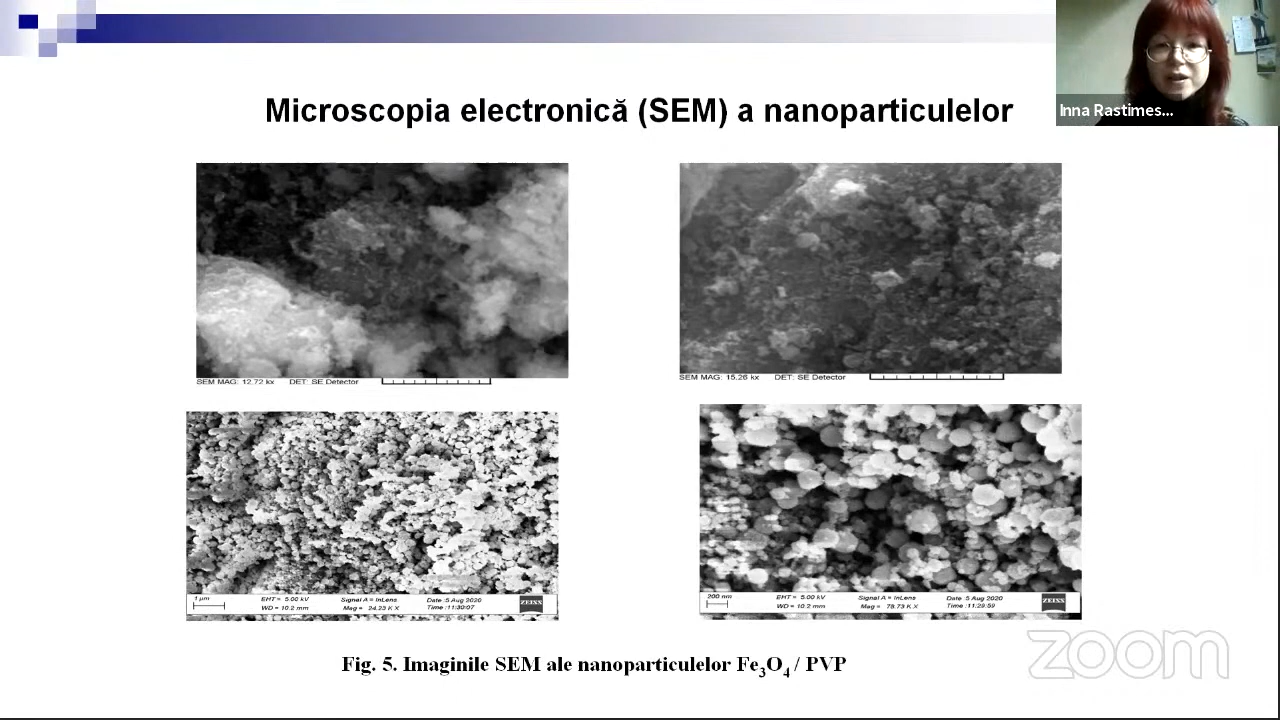 Inna Rastimes...
Microscopia electronică (SEM) a nanoparticulelor
SEM MAG: 12.72 kx DET: SE Detector
SEM MAG: 15.26 kx DET: SE Detector
1 µm
EHT = 5.00 kV Signal A = InLens Date :5 Aug 2020
WD = 10.2 mm Mag = 24.23 K X Time :11:30:07
ZEISS
200 nm
EHT = 5.00 kV Signal A = InLens Date :5 Aug 2020
WD = 10.2 mm Mag = 78.73 K X Time :11:29:59
ZEISS
Fig. 5. Imaginile SEM ale nanoparticulelor Fe₃O₄ / PVP
zoom